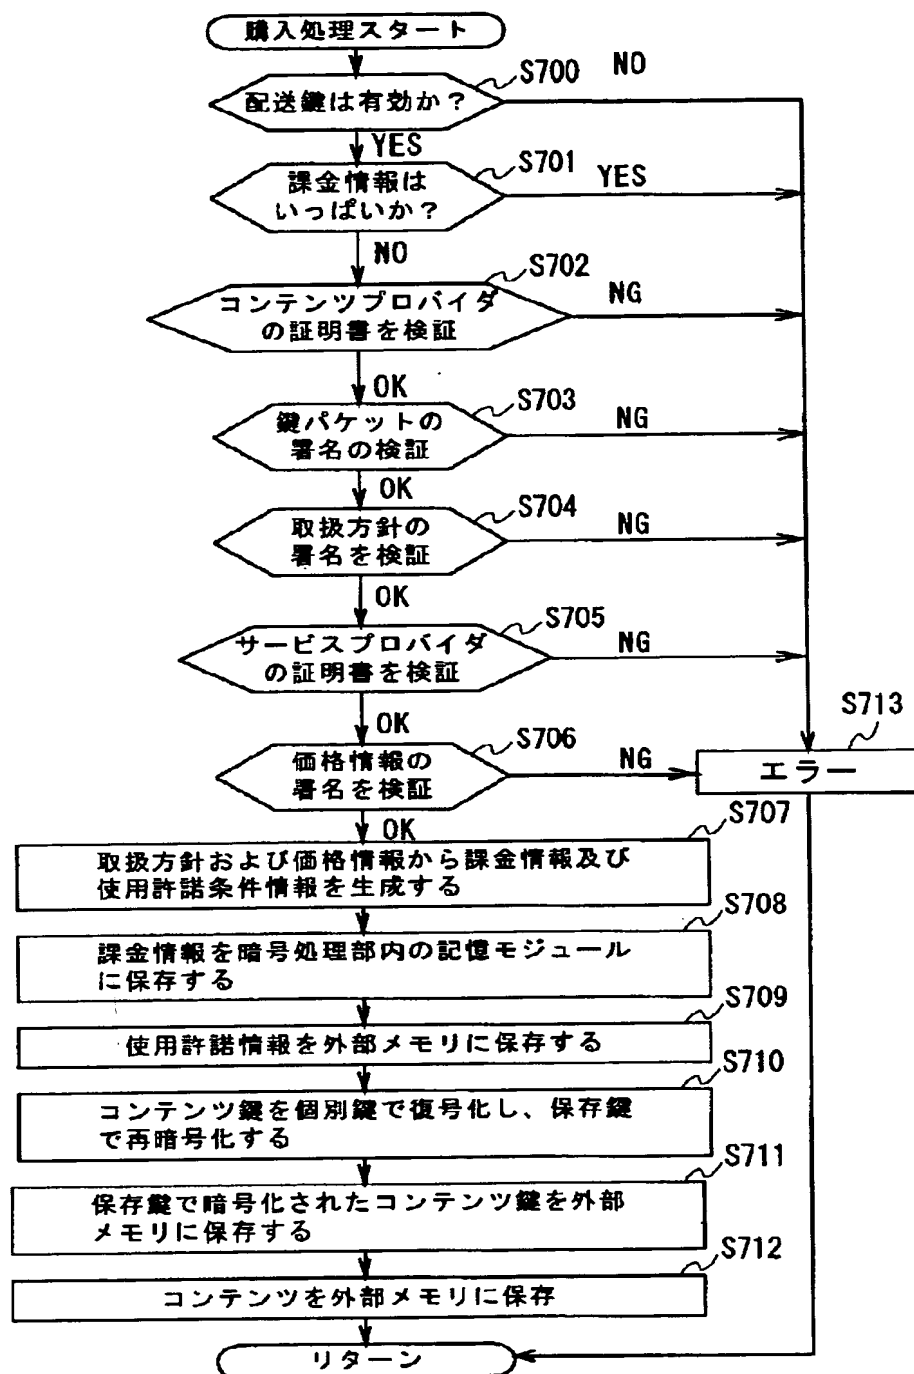 購入処理スタート
S700
NO
配送鍵は有効か？
YES
S701
課金情報は
いっぱいか？
YES
NO
S702
コンテンツプロバイダ
の証明書を検証
NG
OK
S703
鍵パケットの
署名の検証
NG
OK
S704
取扱方針の
署名を検証
NG
OK
S705
サービスプロバイダ
の証明書を検証
NG
OK
S706
価格情報の
署名を検証
NG
S713
エラー
OK
S707
取扱方針および価格情報から課金情報及び
使用許諾条件情報を生成する
S708
課金情報を暗号処理部内の記憶モジュール
に保存する
S709
使用許諾情報を外部メモリに保存する
S710
コンテンツ鍵を個別鍵で復号化し、保存鍵
で再暗号化する
S711
保存鍵で暗号化されたコンテンツ鍵を外部
メモリに保存する
S712
コンテンツを外部メモリに保存
リターン